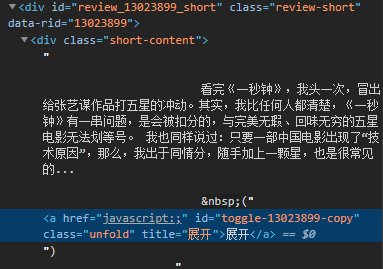 ▼<div id="review_13023899_short" class="review-short"
data-rid="13023899">
▼<div class="short-content">
"
看完《一秒钟》，我头一次，冒出
给张艺谋作品打五星的冲动。其实，我比任何人都清楚，《一秒
钟》有一串问题，是会被扣分的，与完美无瑕、回味无穷的五星
电影无法划等号。 我也同样说过：只要一部中国电影出现了“技
术原因”，那么，我出于同情分，随手加上一颗星，也是很常见
的...
&nbsp;("
<a href="javascript:;" id="toggle-13023899-copy"
class="unfold" title="展开">展开</a> == $0
")
"